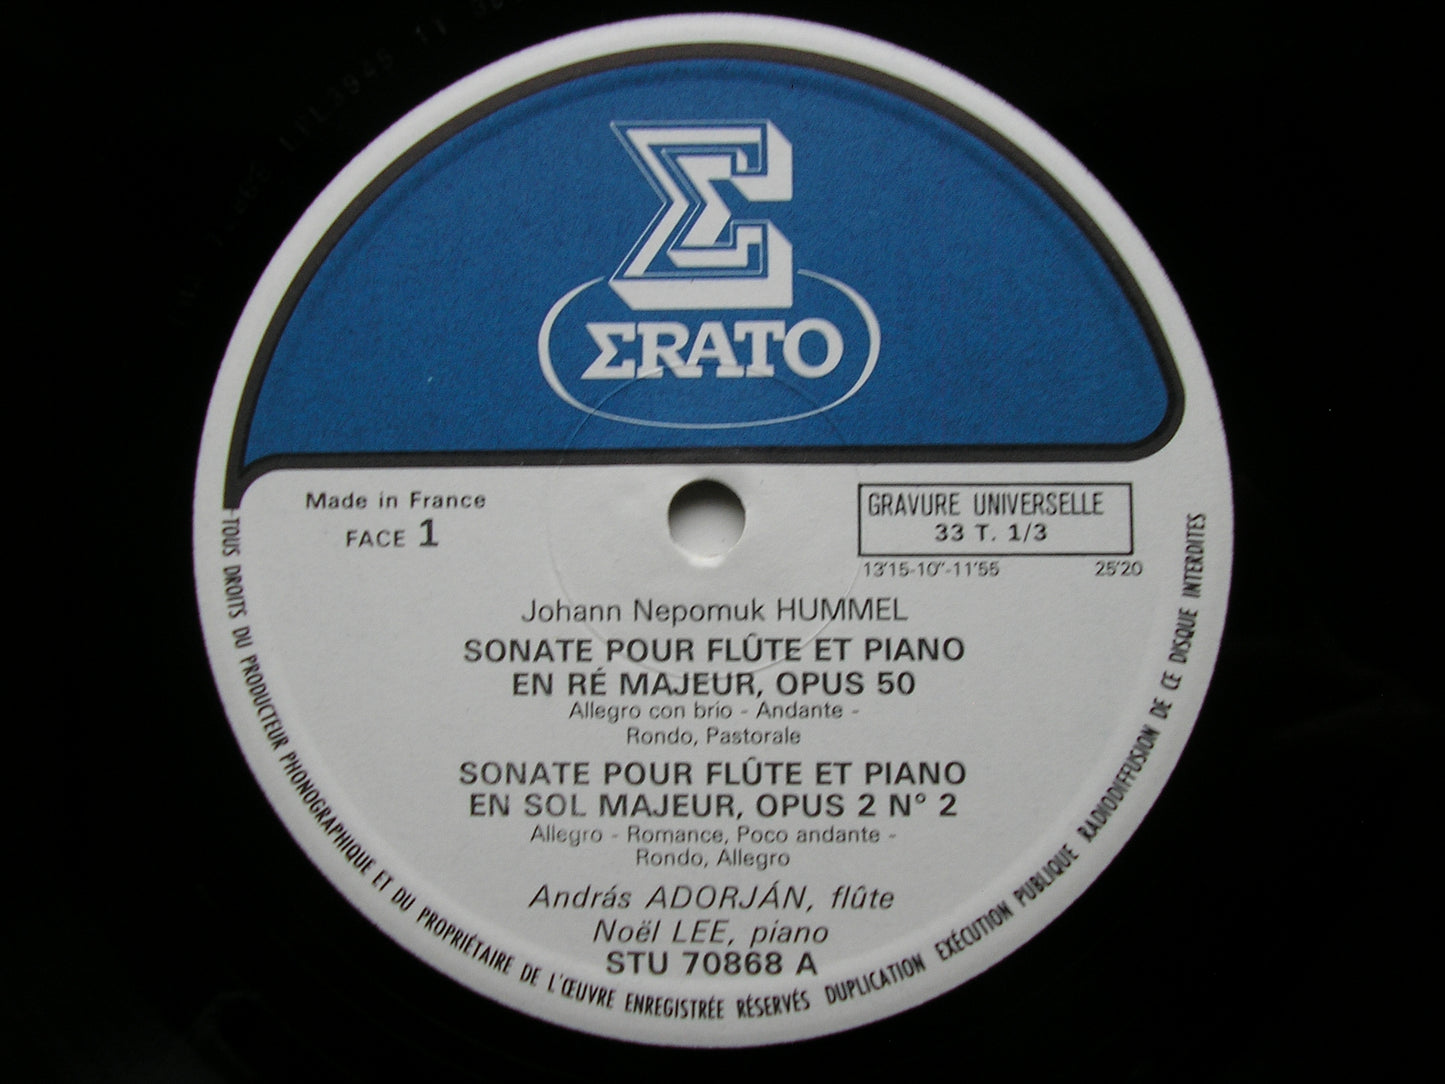 ΣRATO
Made in France
FACE 1
GRAVURE UNIVERSELLE
33 T. 1/3
13'15-10"-11'55 25'20
Johann Nepomuk HUMMEL
SONATE POUR FLÛTE ET PIANO
EN RÉ MAJEUR, OPUS 50
Allegro con brio - Andante -
Rondo, Pastorale
SONATE POUR FLÛTE ET PIANO
EN SOL MAJEUR, OPUS 2 N° 2
Allegro - Romance, Poco andante -
Rondo, Allegro
András ADORJÁN, flûte
Noël LEE, piano
STU 70868 A
TOUS DROITS DU PRODUCTEUR PHONOGRAPHIQUE ET DU PROPRIÉTAIRE DE L'ŒUVRE ENREGISTRÉE RÉSERVÉS DUPLICATION EXÉCUTION PUBLIQUE RADIODIFFUSION DE CE DISQUE INTERDITES